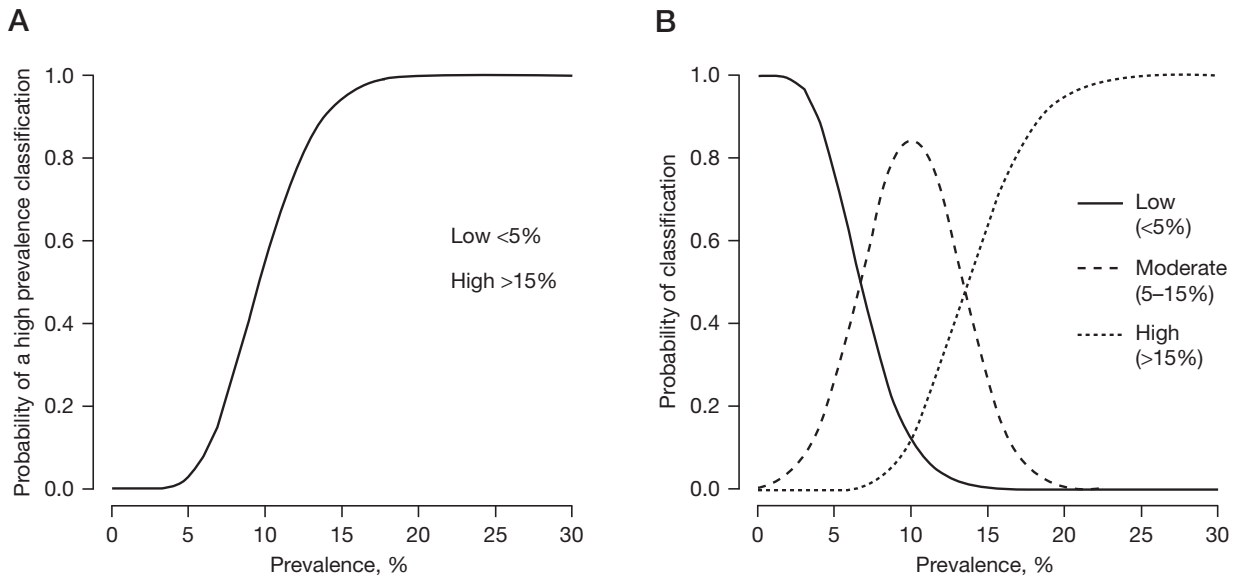 A
Probability of a high prevalence classification
1.0
0.8
0.6
0.4
0.2
0.0
Low <5%
High >15%
0 5 10 15 20 25 30
Prevalence, %
B
Probability of classification
1.0
0.8
0.6
0.4
0.2
0.0
Low
(<5%)
Moderate
(5–15%)
High
(>15%)
0 5 10 15 20 25 30
Prevalence, %